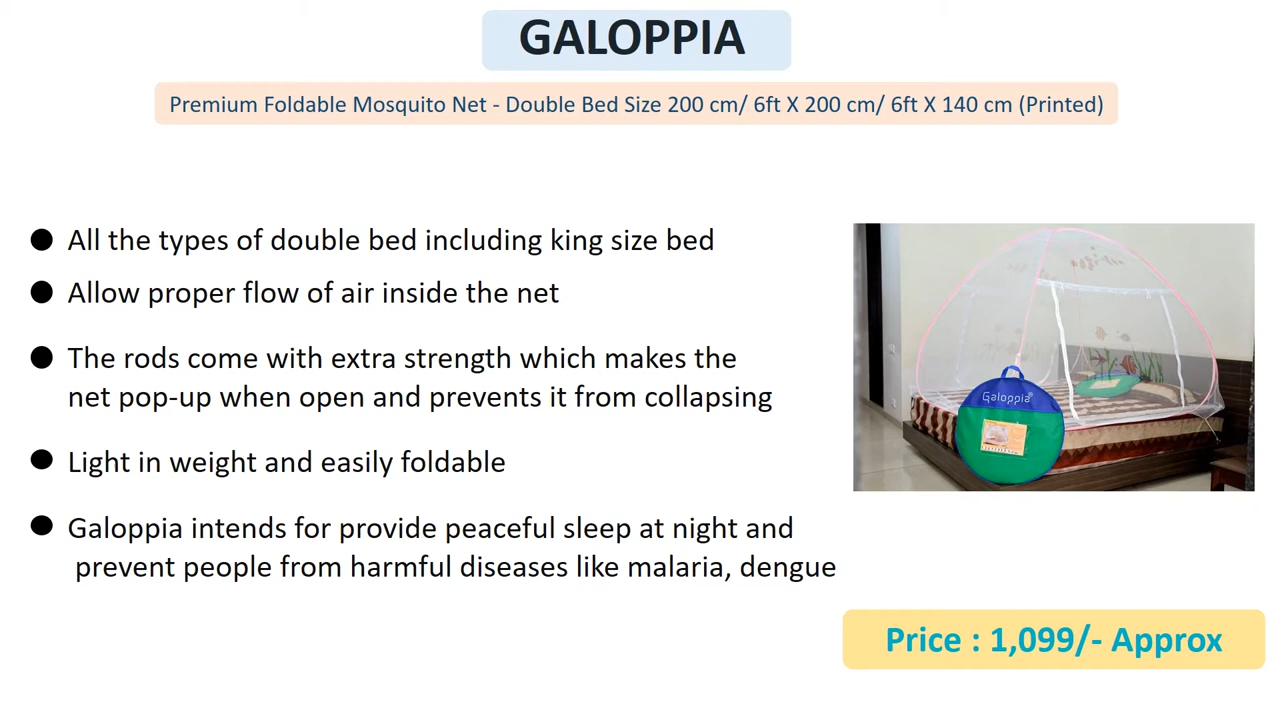 GALOPPIA
Premium Foldable Mosquito Net - Double Bed Size 200 cm/ 6ft X 200 cm/ 6ft X 140 cm (Printed)
● All the types of double bed including king size bed
● Allow proper flow of air inside the net
● The rods come with extra strength which makes the
net pop-up when open and prevents it from collapsing
● Light in weight and easily foldable
● Galoppia intends for provide peaceful sleep at night and
prevent people from harmful diseases like malaria, dengue
Galoppia®
Price : 1,099/- Approx